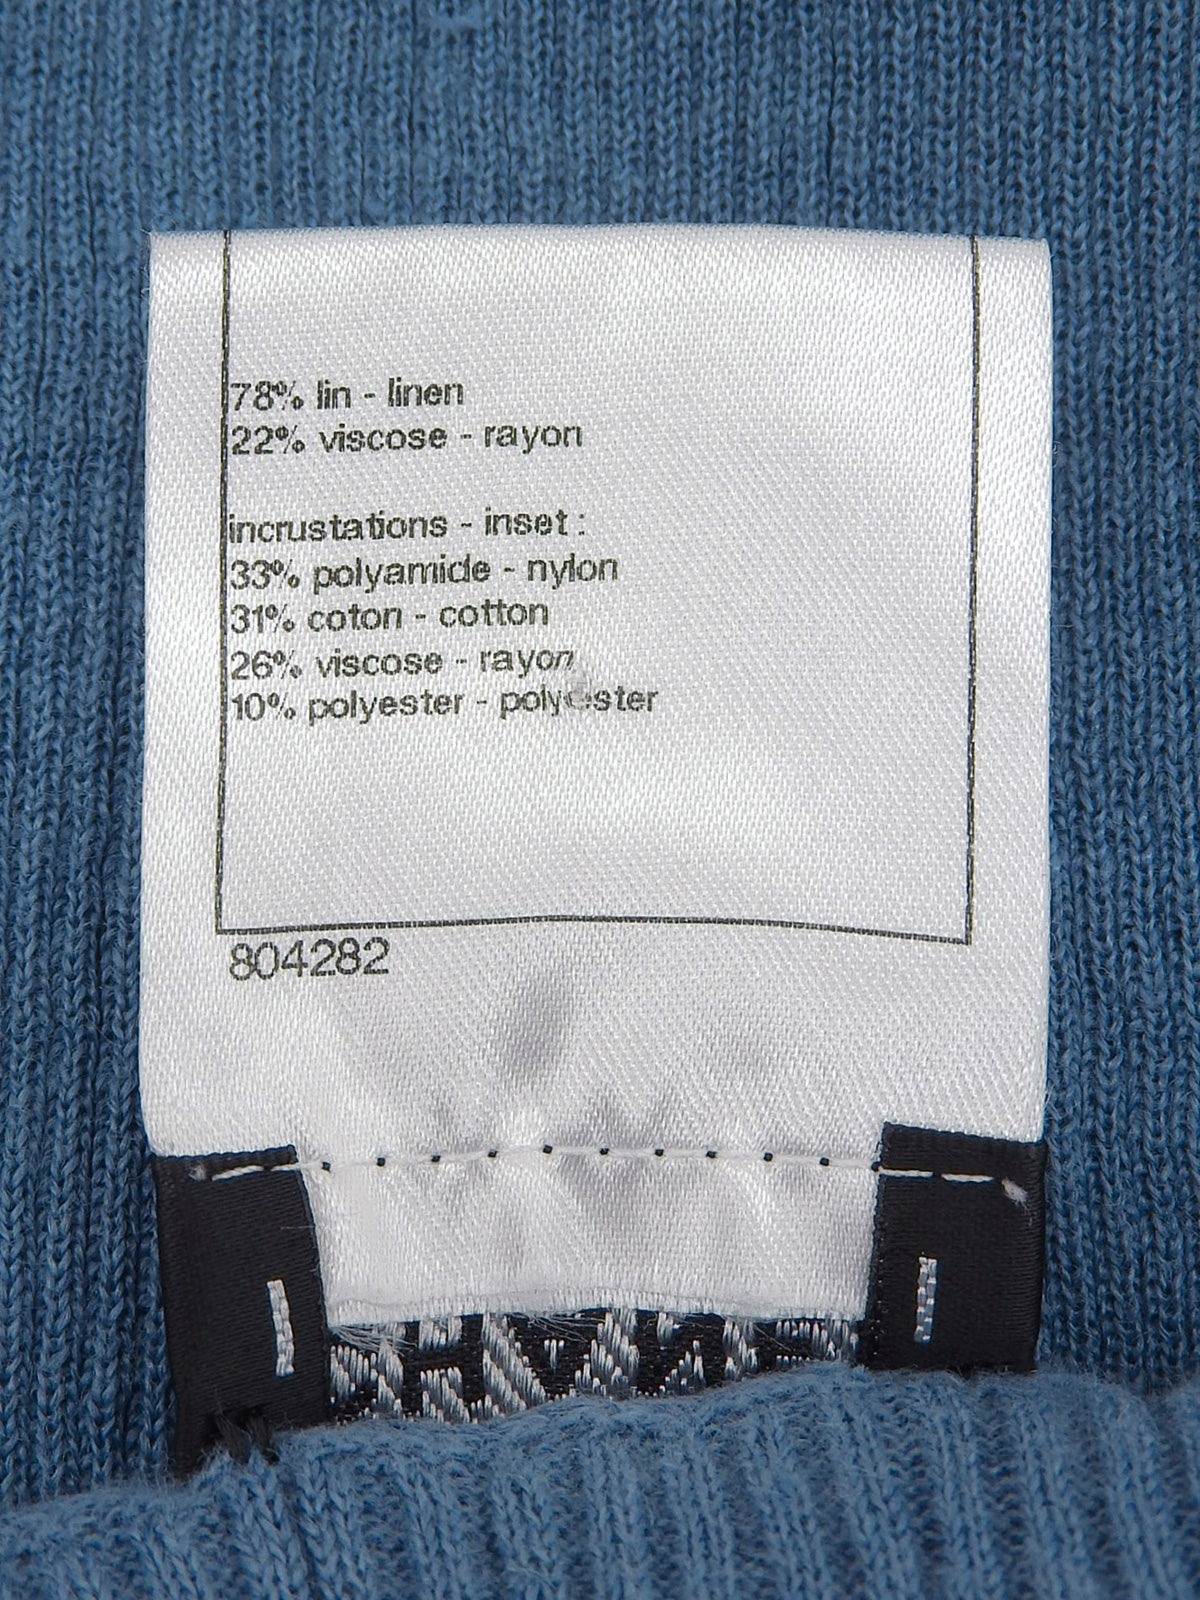 78% lin - linen
22% viscose - rayon
incrustations - inset :
33% polyamide - nylon
31% coton - cotton
26% viscose - rayon
10% polyester - polyester
804282